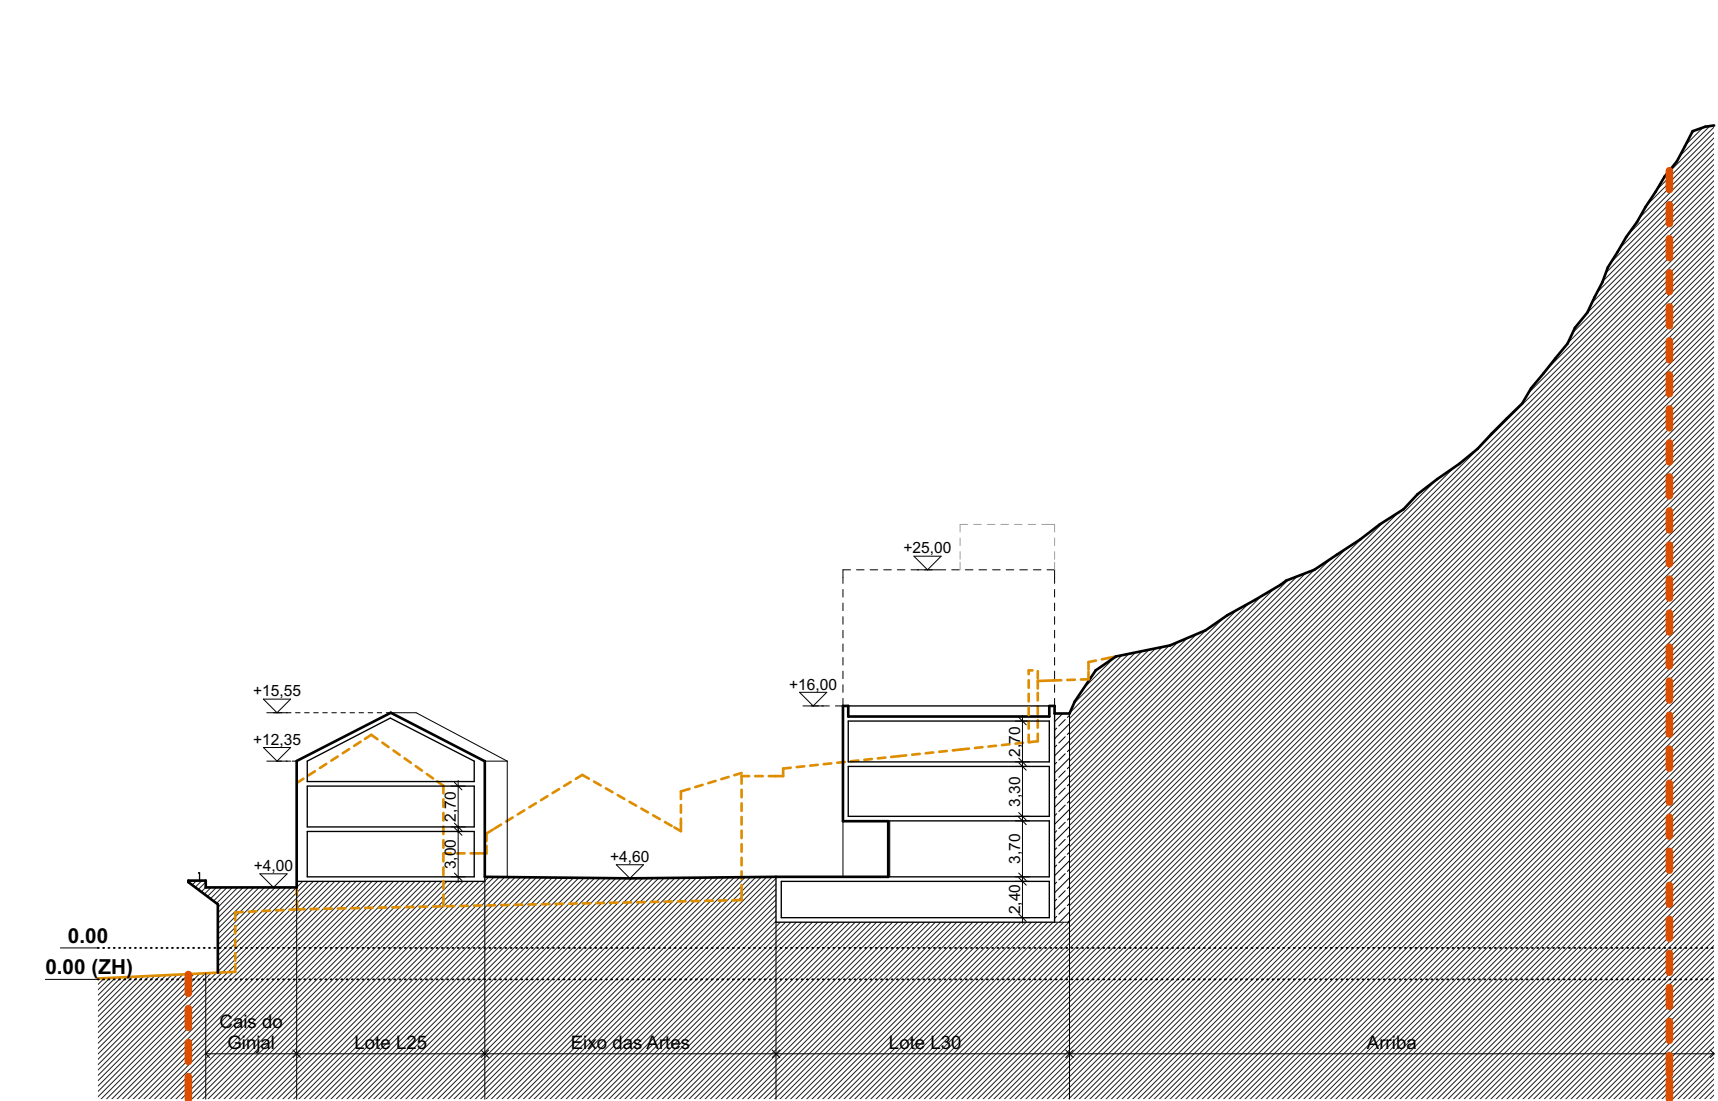 +25,00
+16,00
+15,55
+12,35
2,70
3,30
2,70
3,00
3,70
+4,00
+4,60
2,40
0.00
0.00 (ZH)
Cais do
Ginjal
Lote L25
Eixo das Artes
Lote L30
Arriba